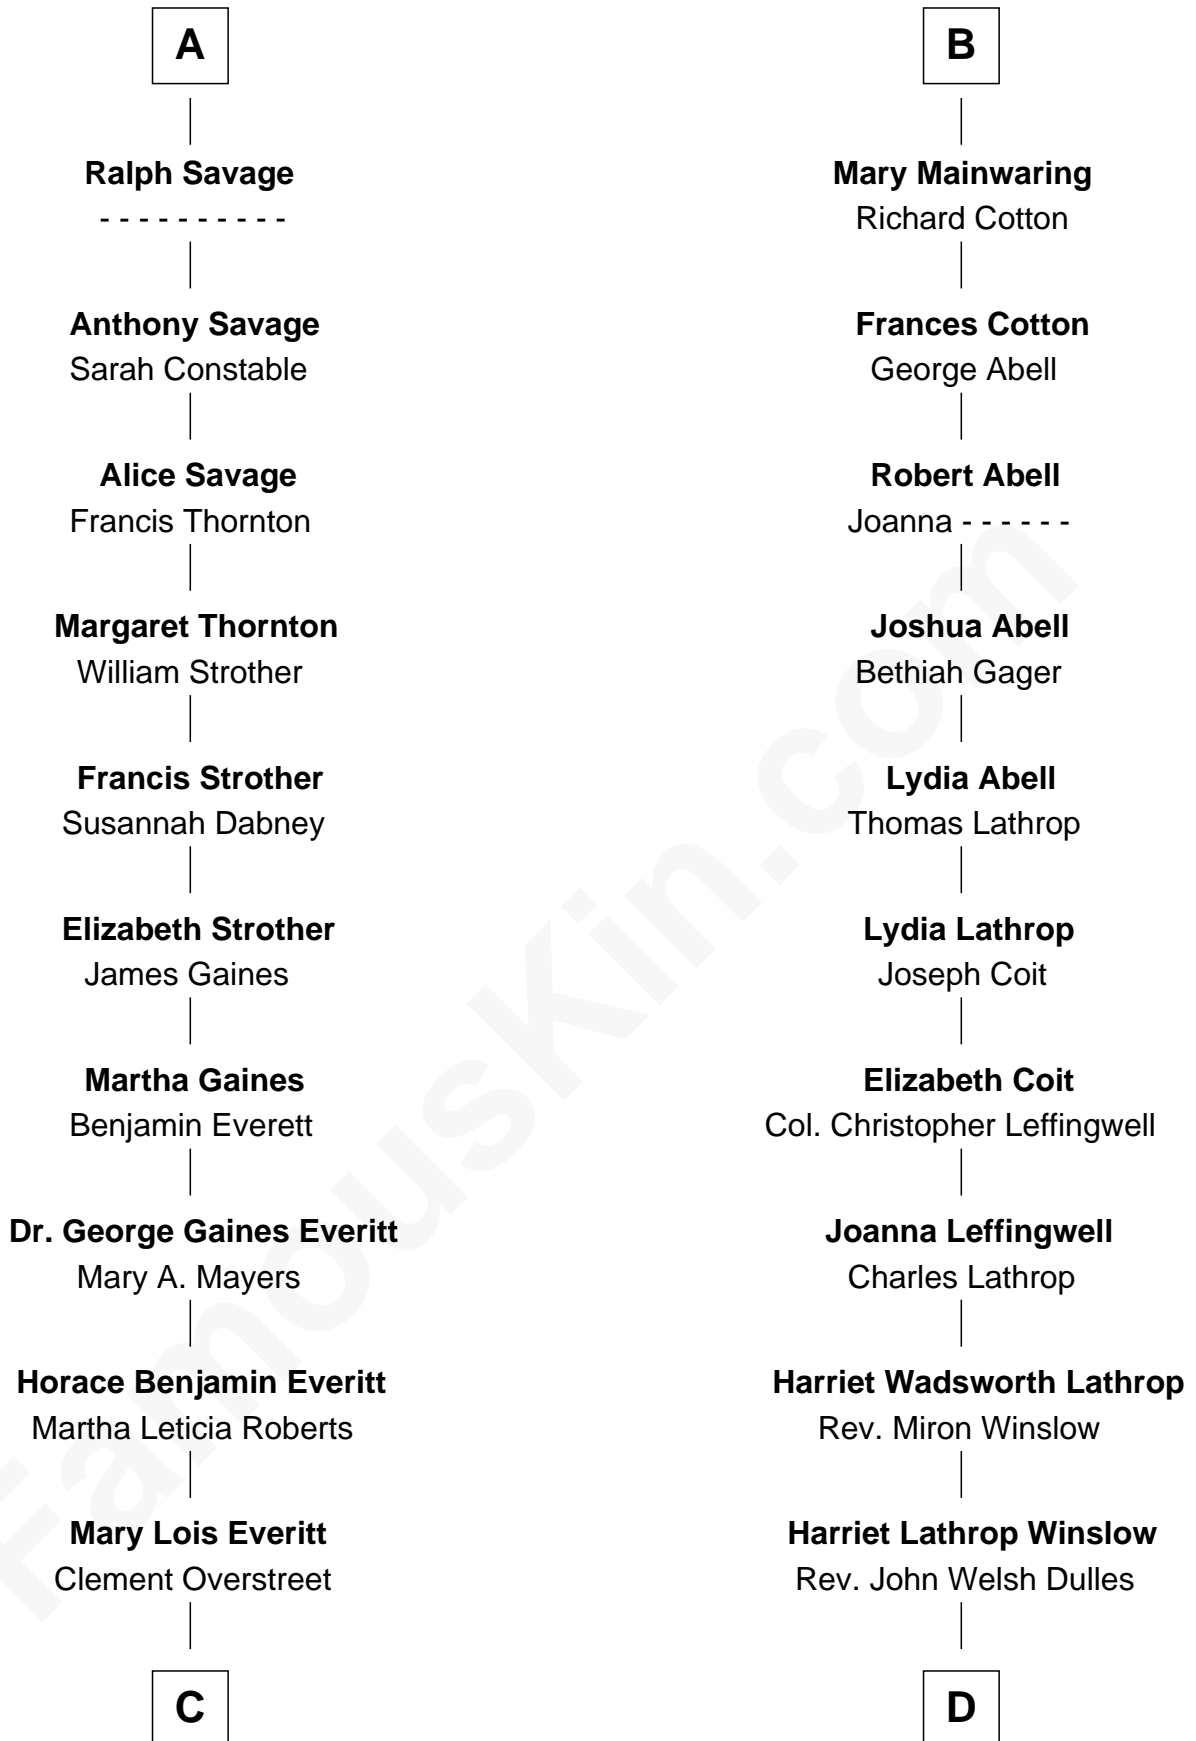 A
Ralph Savage
- - - - - - - - - -
Anthony Savage
Sarah Constable
Alice Savage
Francis Thornton
Margaret Thornton
William Strother
Francis Strother
Susannah Dabney
Elizabeth Strother
James Gaines
Martha Gaines
Benjamin Everett
Dr. George Gaines Everitt
Mary A. Mayers
Horace Benjamin Everitt
Martha Leticia Roberts
Mary Lois Everitt
Clement Overstreet
C
B
Mary Mainwaring
Richard Cotton
Frances Cotton
George Abell
Robert Abell
Joanna - - - - - -
Joshua Abell
Bethiah Gager
Lydia Abell
Thomas Lathrop
Lydia Lathrop
Joseph Coit
Elizabeth Coit
Col. Christopher Leffingwell
Joanna Leffingwell
Charles Lathrop
Harriet Wadsworth Lathrop
Rev. Miron Winslow
Harriet Lathrop Winslow
Rev. John Welsh Dulles
D
FamousKin.com